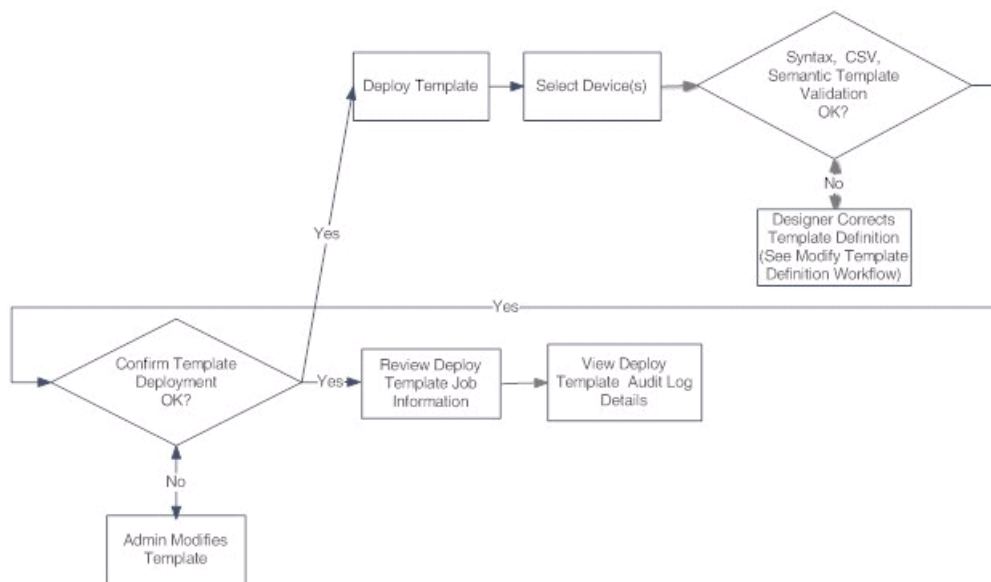 Deploy Template
Select Device(s)
Syntax, CSV,
Semantic Template
Validation
OK?
No
Designer Corrects
Template Definition
(See Modify Template
Definition Workflow)
Yes
Yes
Confirm Template
Deployment
OK?
Yes
Review Deploy
Template Job
Information
View Deploy
Template Audit Log
Details
No
Admin Modifies
Template